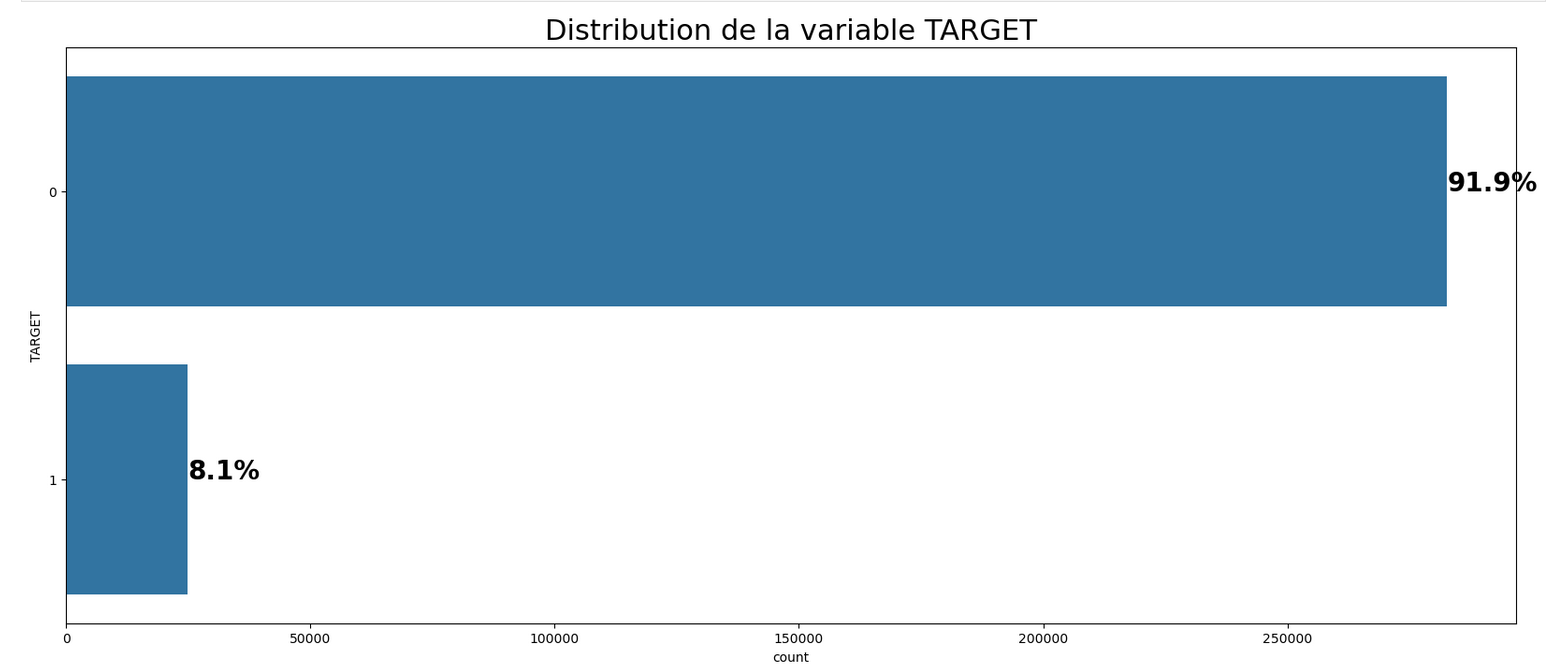 Distribution de la variable TARGET
0
91.9%
TARGET
1
8.1%
0 50000 100000 150000 200000 250000
count